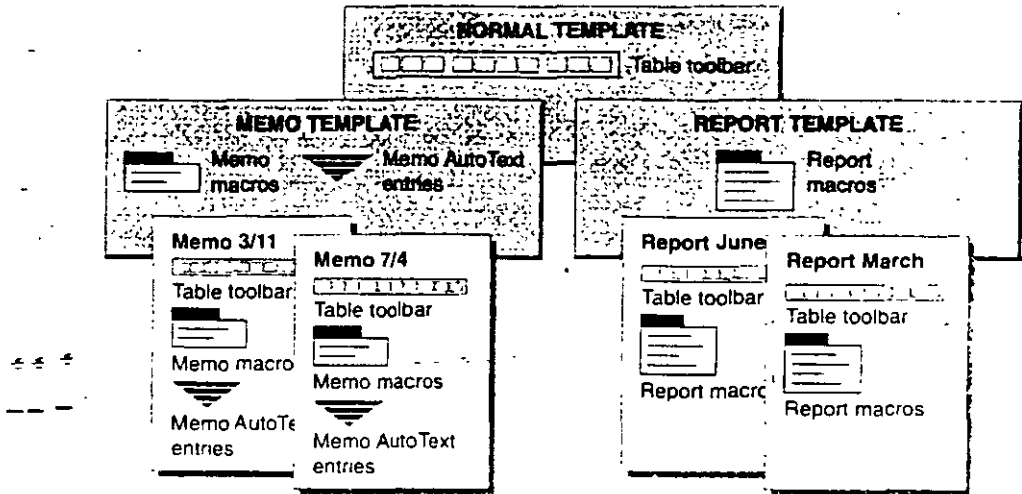 NORMAL TEMPLATE
Table toolbar
MEMO TEMPLATE
Memo
macros
Memo AutoText
entries
REPORT TEMPLATE
Report
macros
Memo 3/11
Table toolbar
Memo macro
Memo AutoTe
entries
Memo 7/4
Table toolbar
Memo macros
Memo AutoText
entries
Report June
Table toolbar
Report macro
Report March
Table toolbar
Report macros